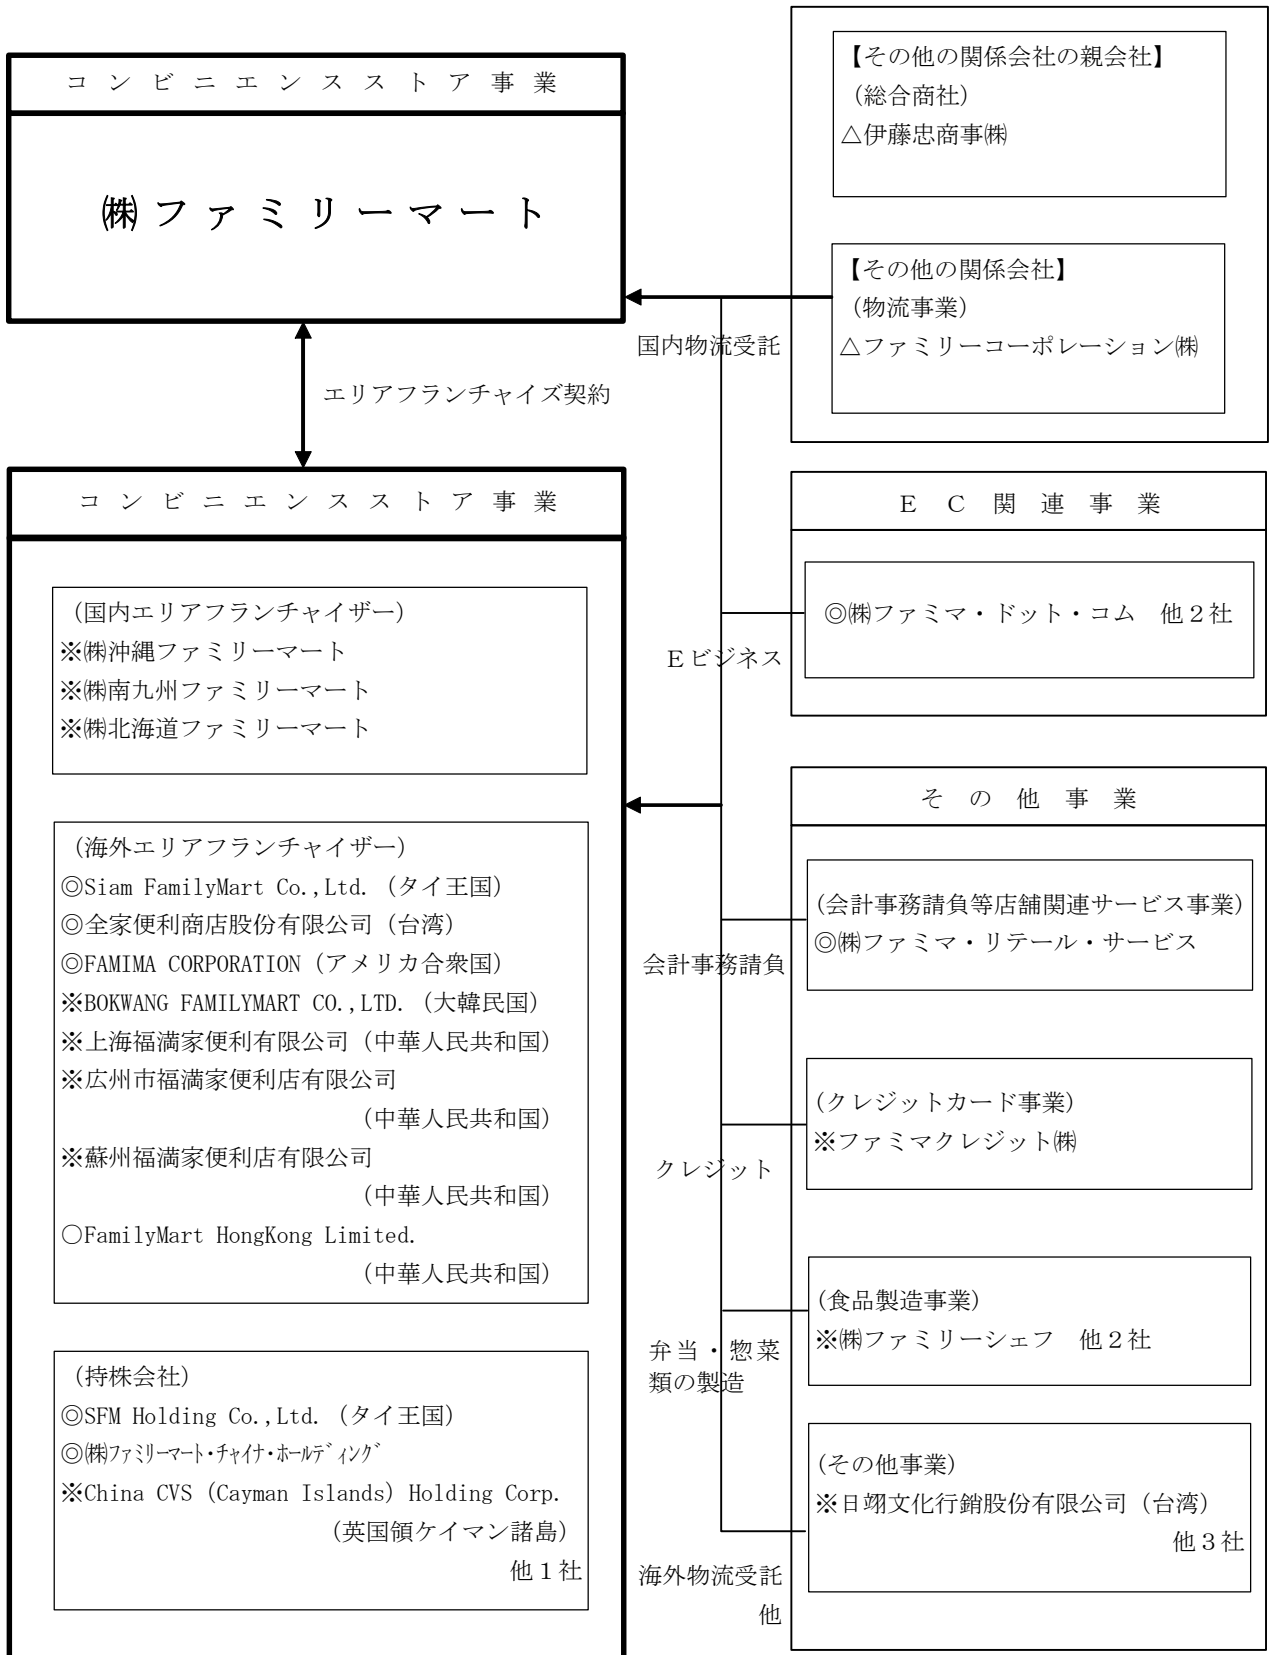 コンビニエンスストア事業
㈱ファミリーマート
エリアフランチャイズ契約
コンビニエンスストア事業
（国内エリアフランチャイザー）
※㈱沖縄ファミリーマート
※㈱南九州ファミリーマート
※㈱北海道ファミリーマート
（海外エリアフランチャイザー）
◎Siam FamilyMart Co.,Ltd.（タイ王国）
◎全家便利商店股份有限公司（台湾）
◎FAMIMA CORPORATION（アメリカ合衆国）
※BOKWANG FAMILYMART CO.,LTD.（大韓民国）
※上海福満家便利有限公司（中華人民共和国）
※広州市福満家便利店有限公司
（中華人民共和国）
※蘇州福満家便利店有限公司
（中華人民共和国）
○FamilyMart HongKong Limited.
（中華人民共和国）
（持株会社）
◎SFM Holding Co.,Ltd.（タイ王国）
◎㈱ﾌｧﾐﾘｰﾏｰﾄ・ﾁｬｲﾅ・ﾎｰﾙﾃﾞｨﾝｸﾞ
※China CVS (Cayman Islands) Holding Corp.
（英国領ケイマン諸島）
他１社
【その他の関係会社の親会社】
（総合商社）
△伊藤忠商事㈱
【その他の関係会社】
（物流事業）
△ファミリーコーポレーション㈱
国内物流受託
ＥＣ関連事業
◎㈱ファミマ・ドット・コム　他２社
Ｅビジネス
その他事業
(会計事務請負等店舗関連サービス事業)
◎㈱ファミマ・リテール・サービス
会計事務請負
(クレジットカード事業)
※ファミマクレジット㈱
クレジット
(食品製造事業)
※㈱ファミリーシェフ　他２社
弁当・惣菜
類の製造
(その他事業)
※日翊文化行銷股份有限公司（台湾）
他３社
海外物流受託
他